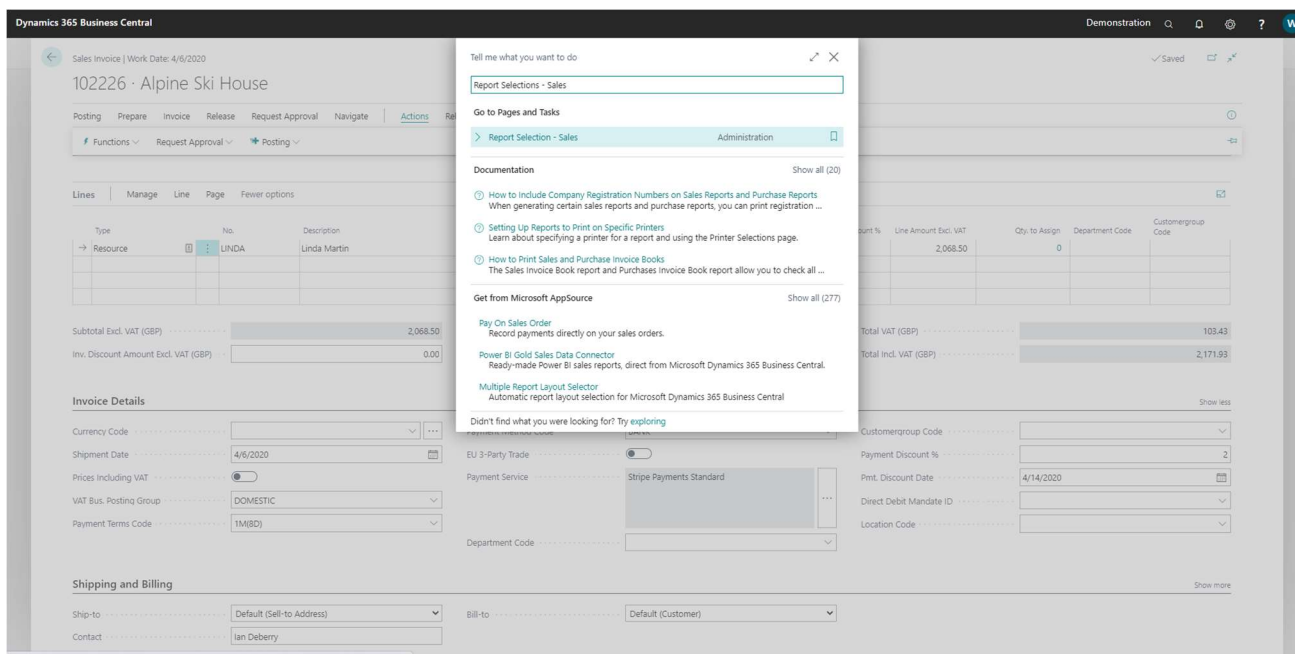 Dynamics 365 Business Central
Demonstration
?
W
Sales Invoice | Work Date: 4/6/2020
Saved
102226 · Alpine Ski House
Posting Prepare Invoice Release Request Approval Navigate Actions Rel
Functions Request Approval Posting
Tell me what you want to do
Report Selections - Sales
Go to Pages and Tasks
Report Selection - Sales Administration
Documentation Show all (20)
How to Include Company Registration Numbers on Sales Reports and Purchase Reports
When generating certain sales reports and purchase reports, you can print registration ...
Setting Up Reports to Print on Specific Printers
Learn about specifying a printer for a report and using the Printer Selections page.
How to Print Sales and Purchase Invoice Books
The Sales Invoice Book report and Purchases Invoice Book report allow you to check all ...
Get from Microsoft AppSource Show all (277)
Pay On Sales Order
Record payments directly on your sales orders.
Power BI Gold Sales Data Connector
Ready-made Power BI sales reports, direct from Microsoft Dynamics 365 Business Central.
Multiple Report Layout Selector
Automatic report layout selection for Microsoft Dynamics 365 Business Central
Didn't find what you were looking for? Try exploring
Lines Manage Line Page Fewer options
Type No. Description ount % Line Amount Excl. VAT Qty. to Assign Department Code Customergroup Code
Resource LINDA Linda Martin 2,068.50 0
Subtotal Excl. VAT (GBP) 2,068.50 Total VAT (GBP) 103.43
Inv. Discount Amount Excl. VAT (GBP) 0.00 Total Incl. VAT (GBP) 2,171.93
Invoice Details Show less
Currency Code Payment Method Code BANK Customergroup Code
Shipment Date 4/6/2020 EU 3-Party Trade Payment Discount % 2
Prices Including VAT Payment Service Stripe Payments Standard Pmt. Discount Date 4/14/2020
VAT Bus. Posting Group DOMESTIC Direct Debit Mandate ID
Payment Terms Code 1M(8D) Location Code
Department Code
Shipping and Billing Show more
Ship-to Default (Sell-to Address) Bill-to Default (Customer)
Contact Ian Deberry